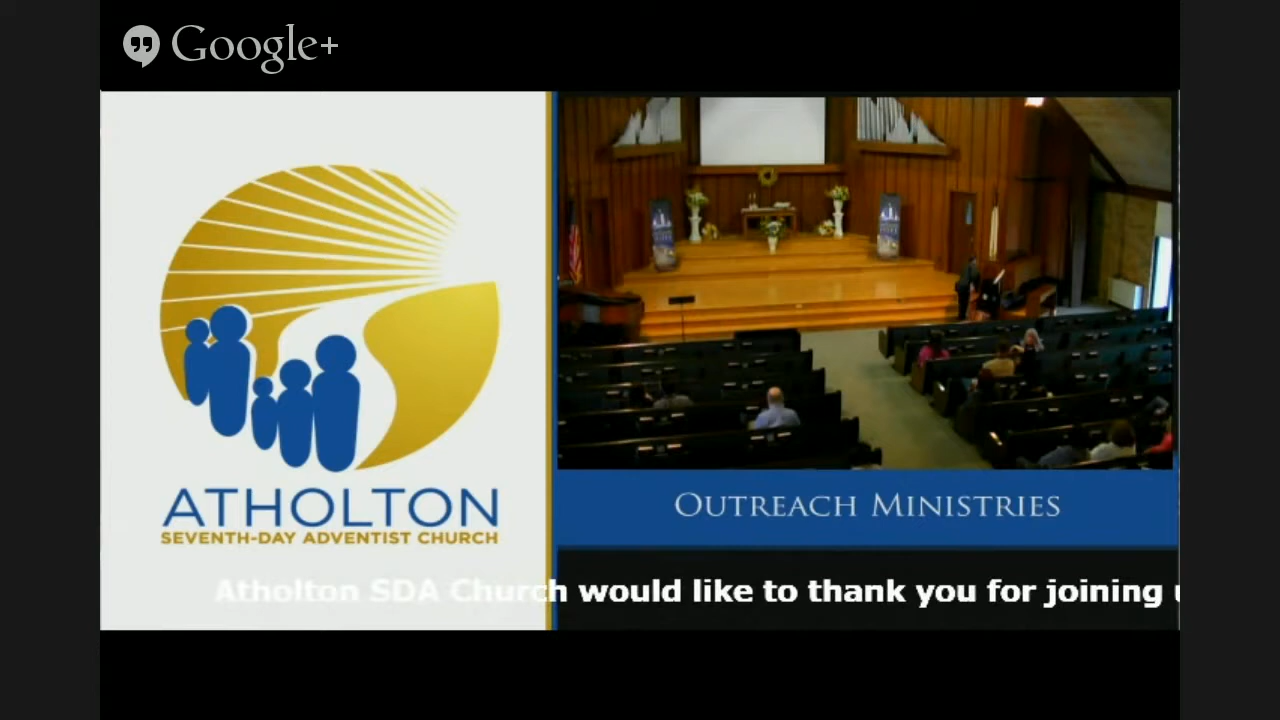 Google+
ATHOLTON
SEVENTH-DAY ADVENTIST CHURCH
OUTREACH MINISTRIES
Atholton SDA Church would like to thank you for joining